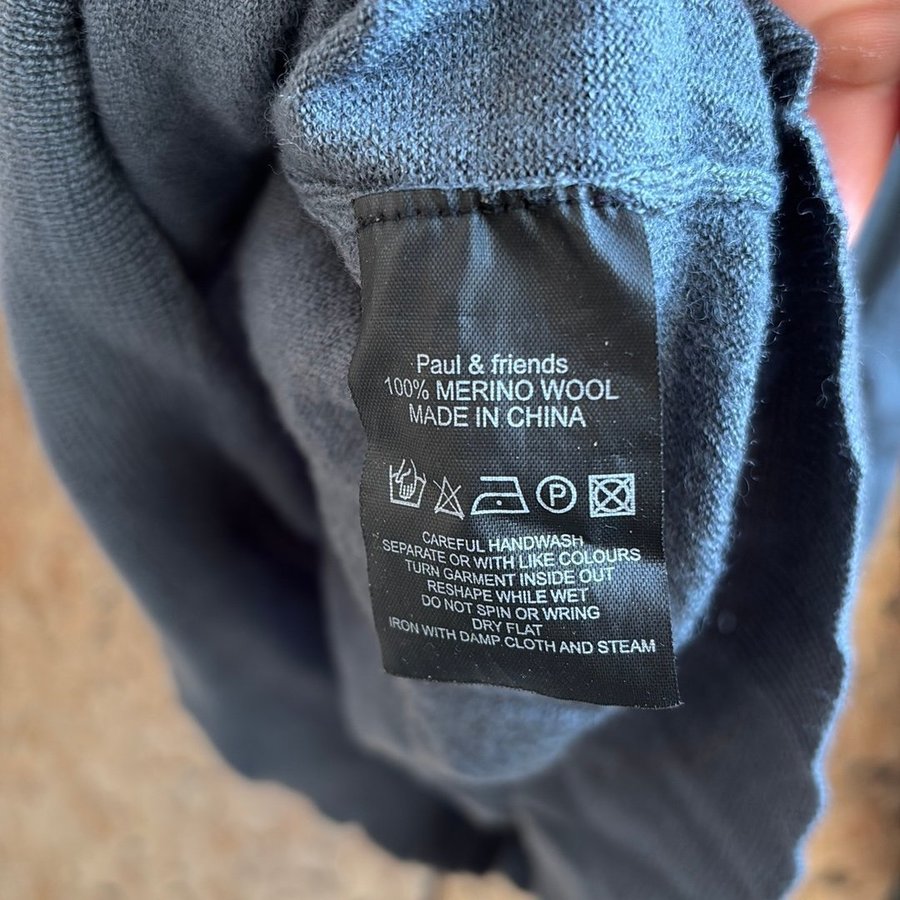 Paul & friends
100% MERINO WOOL
MADE IN CHINA
P
CAREFUL HANDWASH
SEPARATE OR WITH LIKE COLOURS
TURN GARMENT INSIDE OUT
RESHAPE WHILE WET
DO NOT SPIN OR WRING
DRY FLAT
IRON WITH DAMP CLOTH AND STEAM